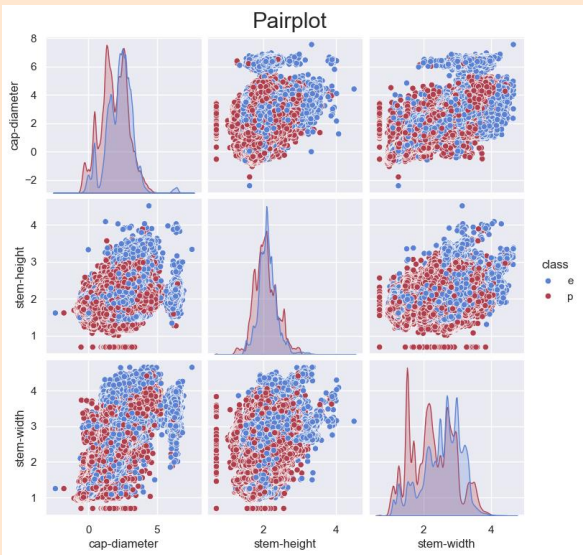 Pairplot
cap-diameter
8
6
4
2
0
−2
stem-height
4
3
2
1
stem-width
4
3
2
1
0
5
cap-diameter
2
4
stem-height
2
4
stem-width
class
e
p